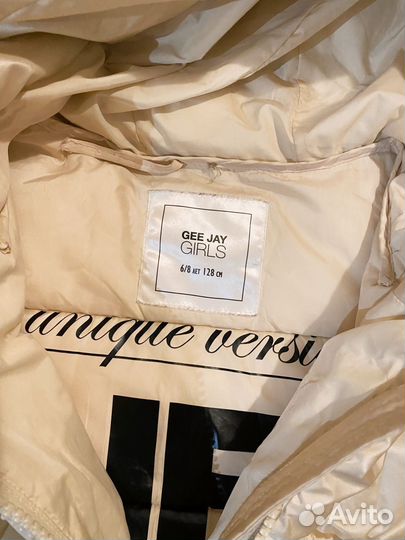 GEE JAY
GIRLS
6/8 ЛЕТ 128 СМ
unique versi
Avito